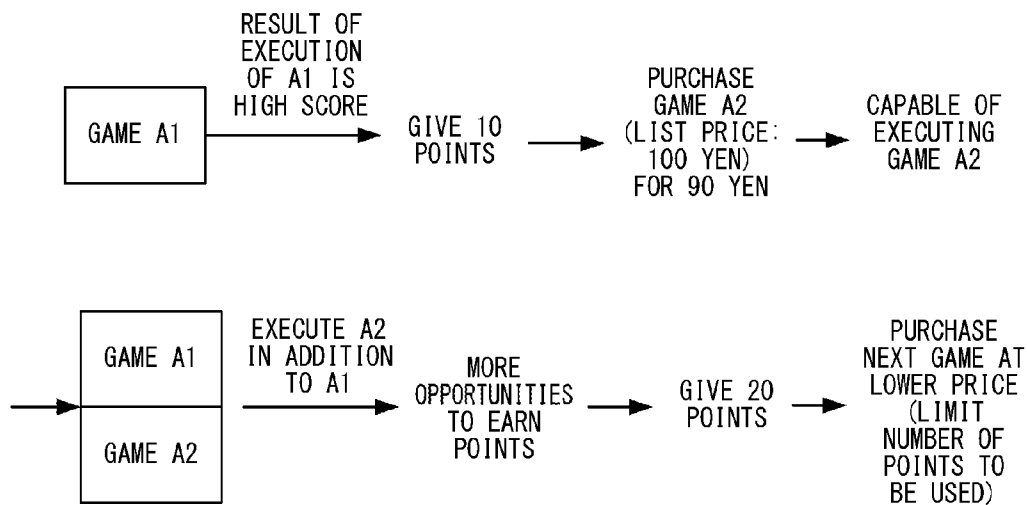 GAME A1
RESULT OF
EXECUTION
OF A1 IS
HIGH SCORE
GIVE 10
POINTS
PURCHASE
GAME A2
(LIST PRICE:
100 YEN)
FOR 90 YEN
CAPABLE OF
EXECUTING
GAME A2
GAME A1
GAME A2
EXECUTE A2
IN ADDITION
TO A1
MORE
OPPORTUNITIES
TO EARN
POINTS
GIVE 20
POINTS
PURCHASE
NEXT GAME AT
LOWER PRICE
(LIMIT
NUMBER OF
POINTS TO
BE USED)